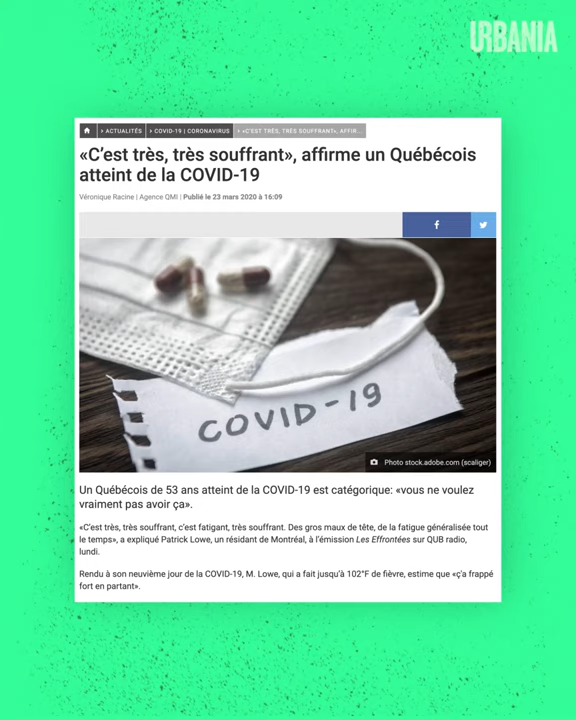 URBANIA
› ACTUALITÉS › COVID-19 | CORONAVIRUS › «C'EST TRÈS, TRÈS SOUFFRANT», AFFIR...
«C'est très, très souffrant», affirme un Québécois
atteint de la COVID-19
Véronique Racine | Agence QMI | Publié le 23 mars 2020 à 16:09
COVID-19
Photo stock.adobe.com (scaliger)
Un Québécois de 53 ans atteint de la COVID-19 est catégorique: «vous ne voulez
vraiment pas avoir ça».
«C'est très, très souffrant, c'est fatigant, très souffrant. Des gros maux de tête, de la fatigue généralisée tout
le temps», a expliqué Patrick Lowe, un résidant de Montréal, à l'émission Les Effrontées sur QUB radio,
lundi.
Rendu à son neuvième jour de la COVID-19, M. Lowe, qui a fait jusqu'à 102°F de fièvre, estime que «ç'a frappé
fort en partant».